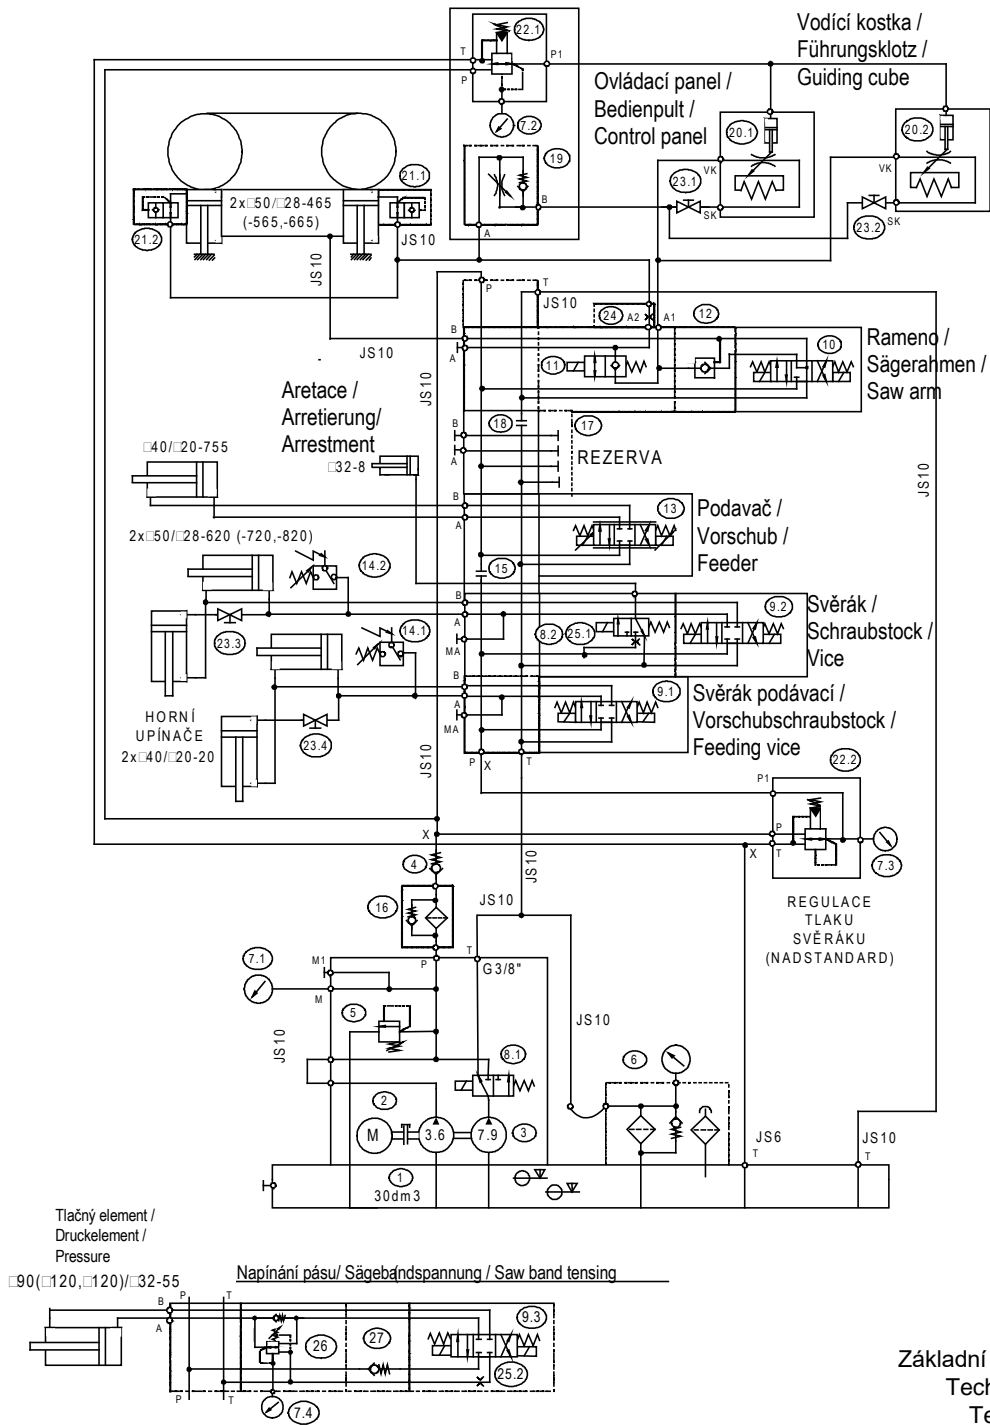 22.1
T
P
P1
7.2
Vodící kostka /
Führungsklotz /
Guiding cube
Ovládací panel /
Bedienpult /
Control panel
20.1
20.2
VK
VK
19
23.1
SK
B
A
23.2
SK
21.1
2x□50/□28-465
(-565,-665)
21.2
JS10
JS10
P
T
JS10
24
A2
A1
12
B
A
JS10
11
10
Rameno /
Sägerahmen /
Saw arm
JS10
Aretace /
Arretierung/
Arrestment
□32-8
B
A
18
17
REZERVA
JS10
□40/□20-755
B
A
13
Podavač /
Vorschub /
Feeder
2x□50/□28-620 (-720,-820)
14.2
15
B
A
MA
8.2
25.1
9.2
Svěrák /
Schraubstock /
Vice
23.3
14.1
B
A
MA
9.1
Svěrák podávací /
Vorschubschraubstock /
Feeding vice
HORNÍ
UPÍNAČE
2x□40/□20-20
23.4
JS10
P
X
T
22.2
P1
P
T
X
X
7.3
4
JS10
REGULACE
TLAKU
SVĚRÁKU
(NADSTANDARD)
16
T
P
G3/8"
7.1
M1
M
5
JS10
JS10
8.1
6
2
M
3.6
7.9
3
JS6
T
JS10
T
1
30dm3
Tlačný element /
Druckelement /
Pressure
□90(□120,□120)/□32-55
Napínání pásu/ Sägebandspannung / Saw band tensing
P
T
B
A
9.3
26
27
25.2
P
T
7.4
Základní
Tech
Te